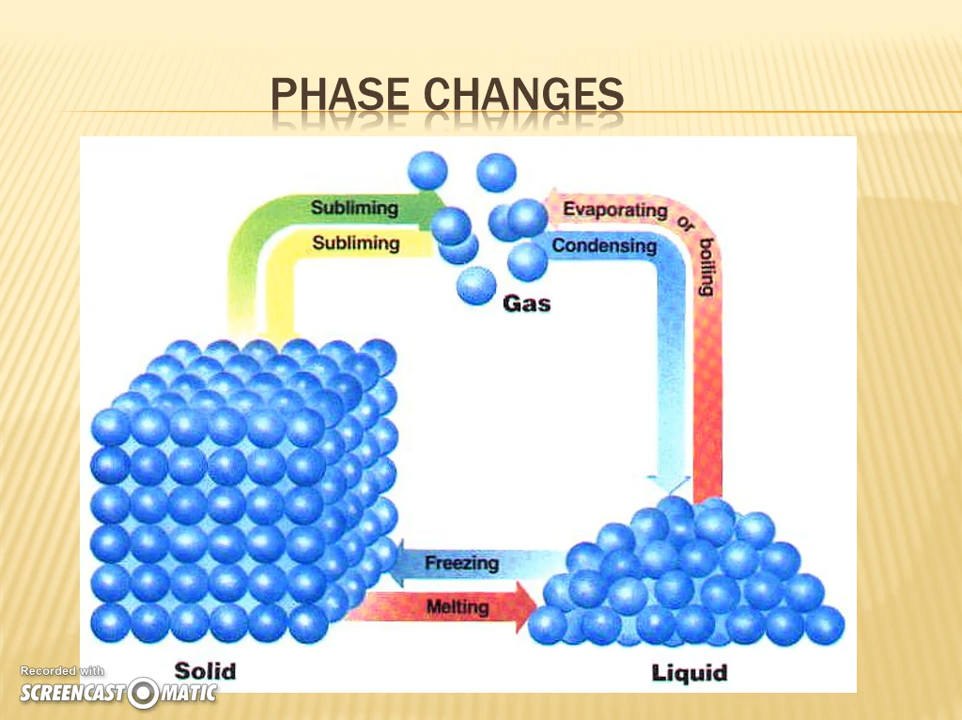 PHASE CHANGES
Subliming
Subliming
Evaporating or boiling
Condensing
Gas
Freezing
Melting
Solid
Liquid
Recorded with
SCREENCAST-O-MATIC